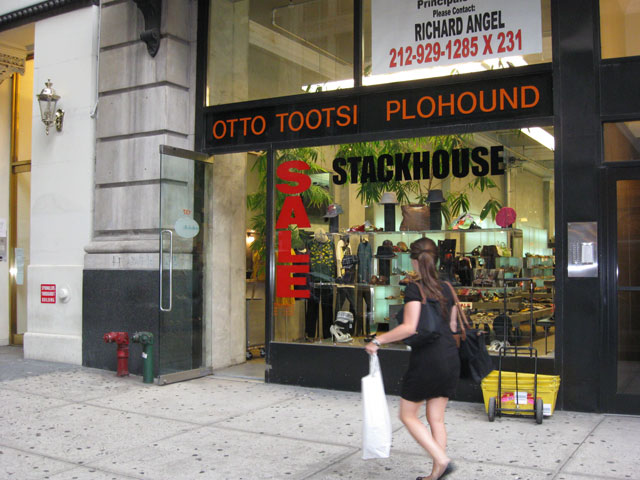 Please Contact:
RICHARD ANGEL
212-929-1285 X 231
OTTO TOOTSI PLOHOUND
STACKHOUSE
SALE